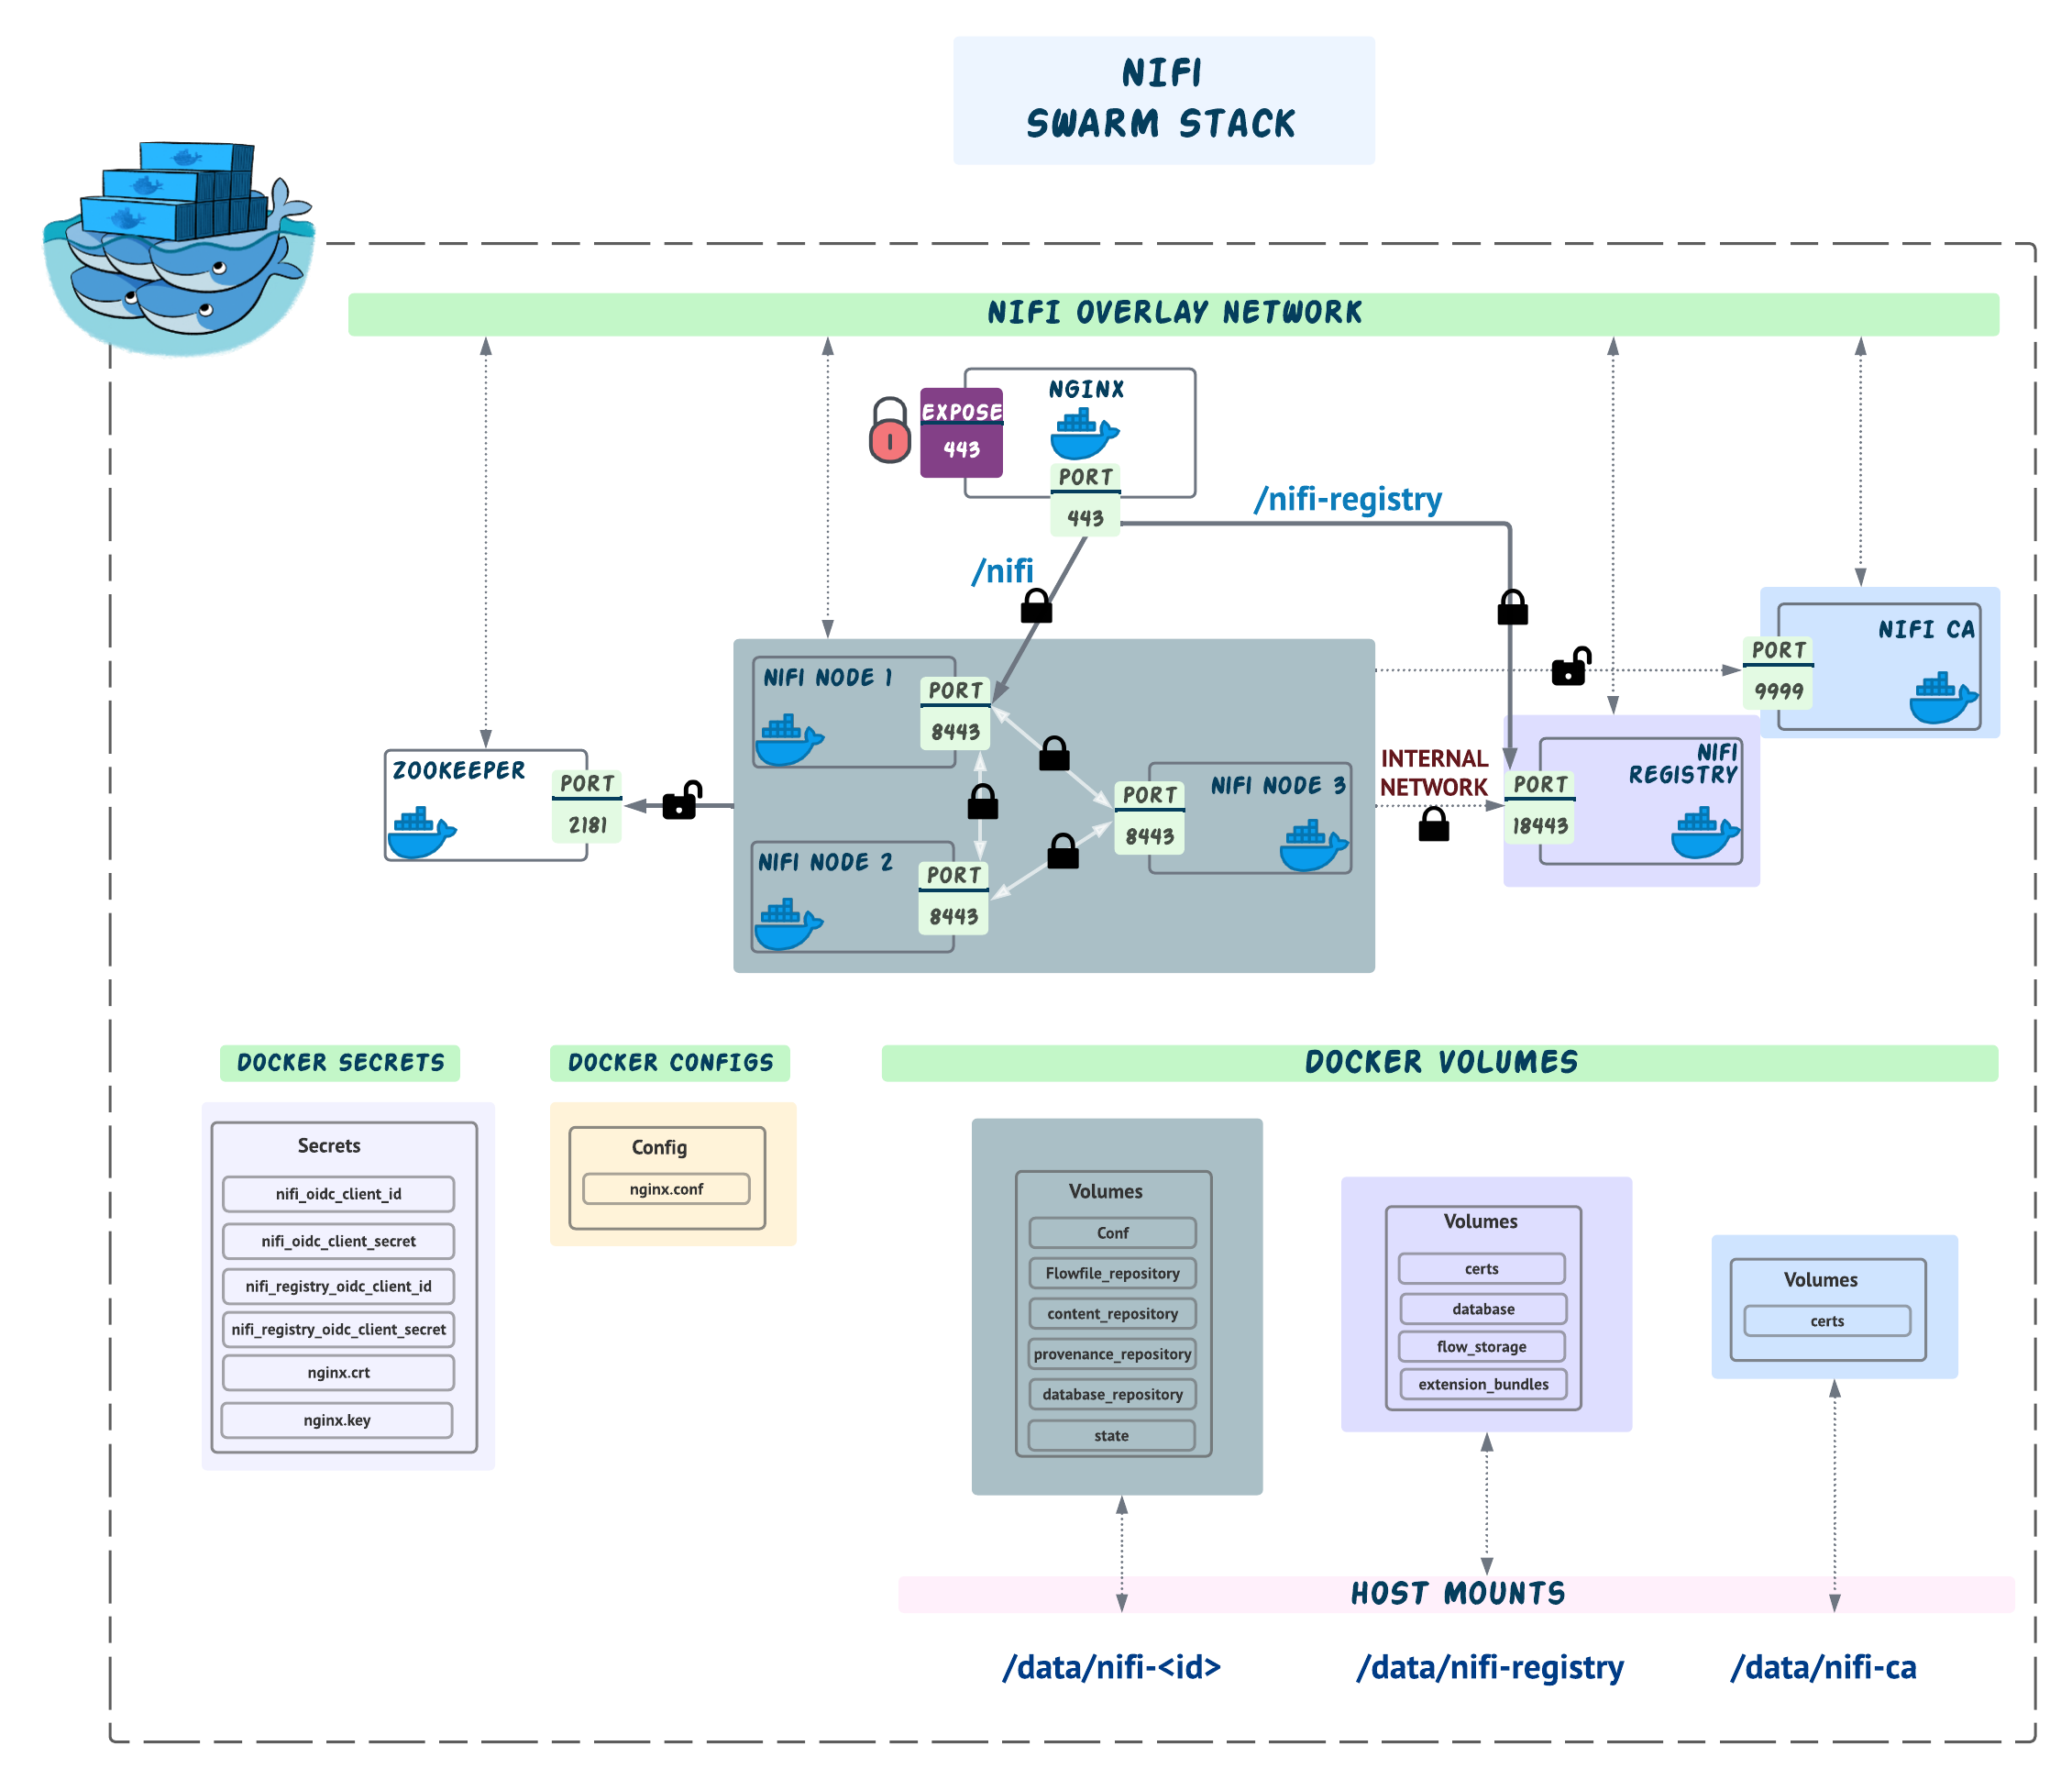 NIFI
SWARM STACK
NIFI OVERLAY NETWORK
NGINX
EXPOSE
443
PORT
443
/nifi-registry
/nifi
NIFI CA
PORT
9999
NIFI NODE 1
PORT
8443
ZOOKEEPER
PORT
2181
NIFI NODE 3
PORT
8443
INTERNAL
NETWORK
NIFI
REGISTRY
PORT
18443
NIFI NODE 2
PORT
8443
DOCKER SECRETS
DOCKER CONFIGS
DOCKER VOLUMES
Secrets
nifi_oidc_client_id
nifi_oidc_client_secret
nifi_registry_oidc_client_id
nifi_registry_oidc_client_secret
nginx.crt
nginx.key
Config
nginx.conf
Volumes
Conf
Flowfile_repository
content_repository
provenance_repository
database_repository
state
Volumes
certs
database
flow_storage
extension_bundles
Volumes
certs
HOST MOUNTS
/data/nifi-<id>
/data/nifi-registry
/data/nifi-ca